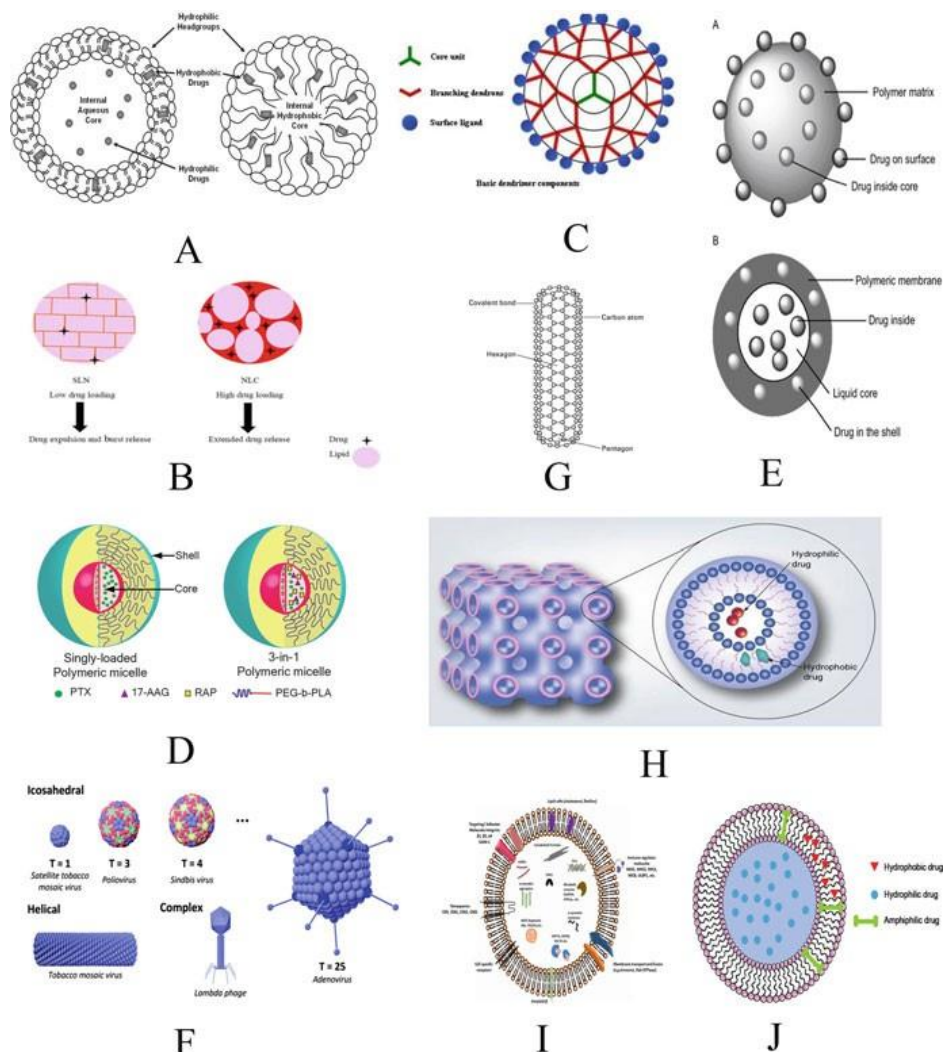 Hydrophilic
Headgroups
Hydrophobic
Drugs
Internal
Aqueous
Core
Internal
Hydrophobic
Core
Hydrophilic
Drugs
A
Core unit
Branching dendrons
Surface ligand
Basic dendrimer components
C
A
Polymer matrix
Drug on surface
Drug inside core
B
Polymeric membrane
Drug inside
Liquid core
Drug in the shell
E
SLN
Low drug loading
Drug expulsion and burst release
NLC
High drug loading
Extended drug release
Drug
Lipid
B
Covalent bond
Carbon atom
Hexagon
Pentagon
G
Shell
Core
Singly-loaded
Polymeric micelle
3-in-1
Polymeric micelle
PTX
17-AAG
RAP
PEG-b-PLA
D
Hydrophilic
drug
Hydrophobic
drug
H
Icosahedral
T = 1
Satellite tobacco
mosaic virus
T = 3
Poliovirus
T = 4
Sindbis virus
...
T = 25
Adenovirus
Helical
Tobacco mosaic virus
Complex
Lambda phage
F
I
Hydrophobic drug
Hydrophilic drug
Amphiphilic drug
J